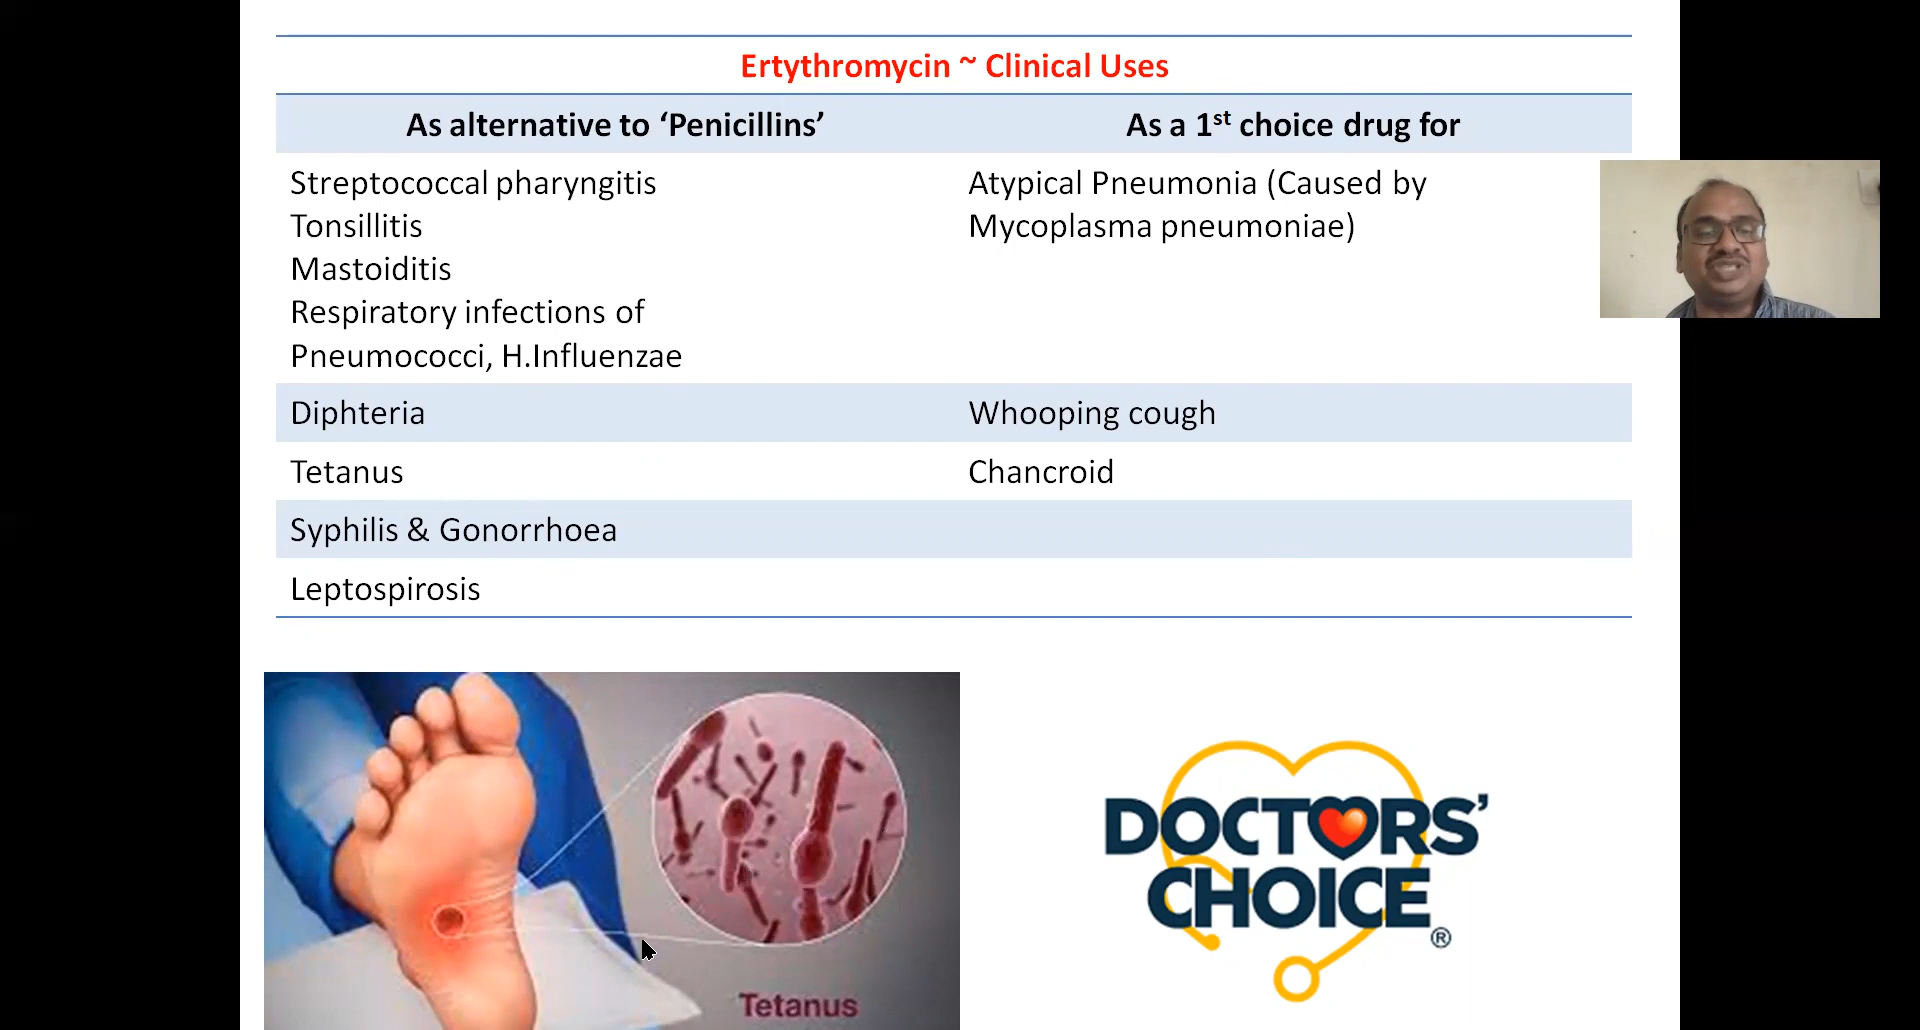 Ertythromycin ~ Clinical Uses
As alternative to ‘Penicillins’
As a 1st choice drug for
Streptococcal pharyngitis
Tonsillitis
Mastoiditis
Respiratory infections of
Pneumococci, H.Influenzae
Atypical Pneumonia (Caused by
Mycoplasma pneumoniae)
Diphteria
Whooping cough
Tetanus
Chancroid
Syphilis & Gonorrhoea
Leptospirosis
Tetanus
DOCTORS’
CHOICE®